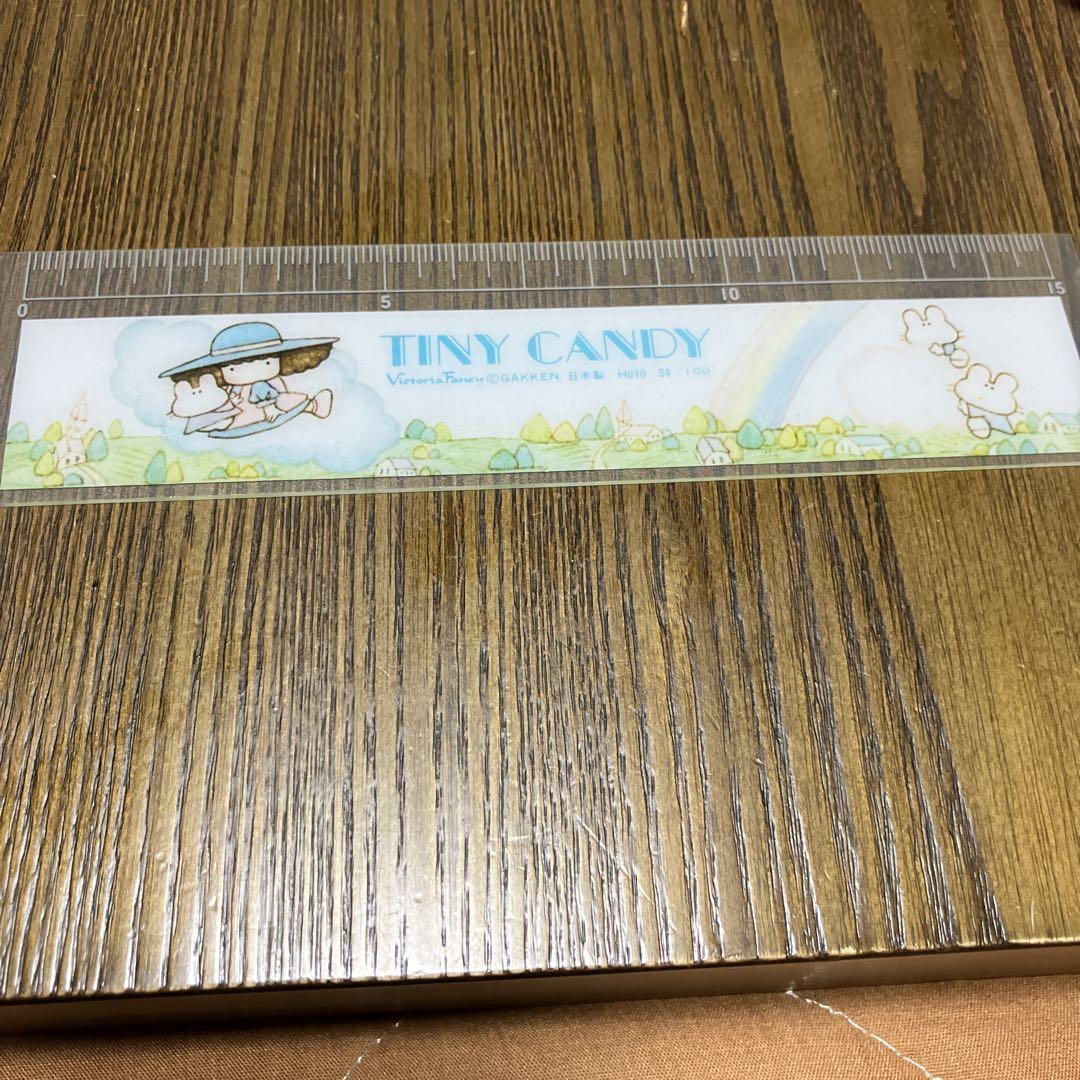 0 5 10 15
TINY CANDY
Victoria Fancy ©GAKKEN 日本製 H010 34 100